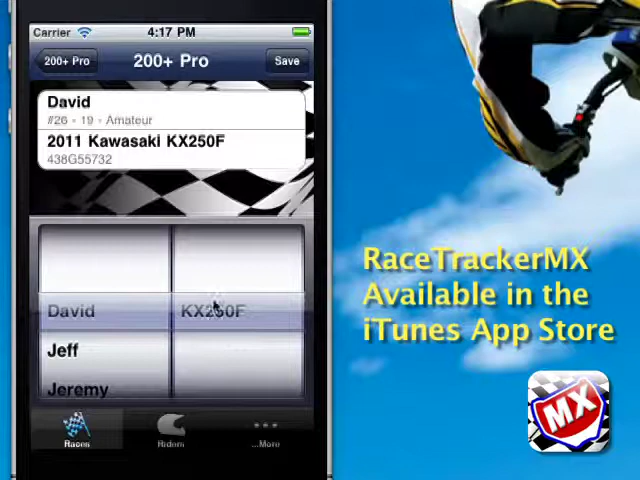 Carrier 4:17 PM
200+ Pro 200+ Pro Save
David
#26 • 19 • Amateur
2011 Kawasaki KX250F
438G55732
David KX250F
Jeff
Jeremy
Races Riders ...More
RaceTrackerMX
Available in the
iTunes App Store
MX